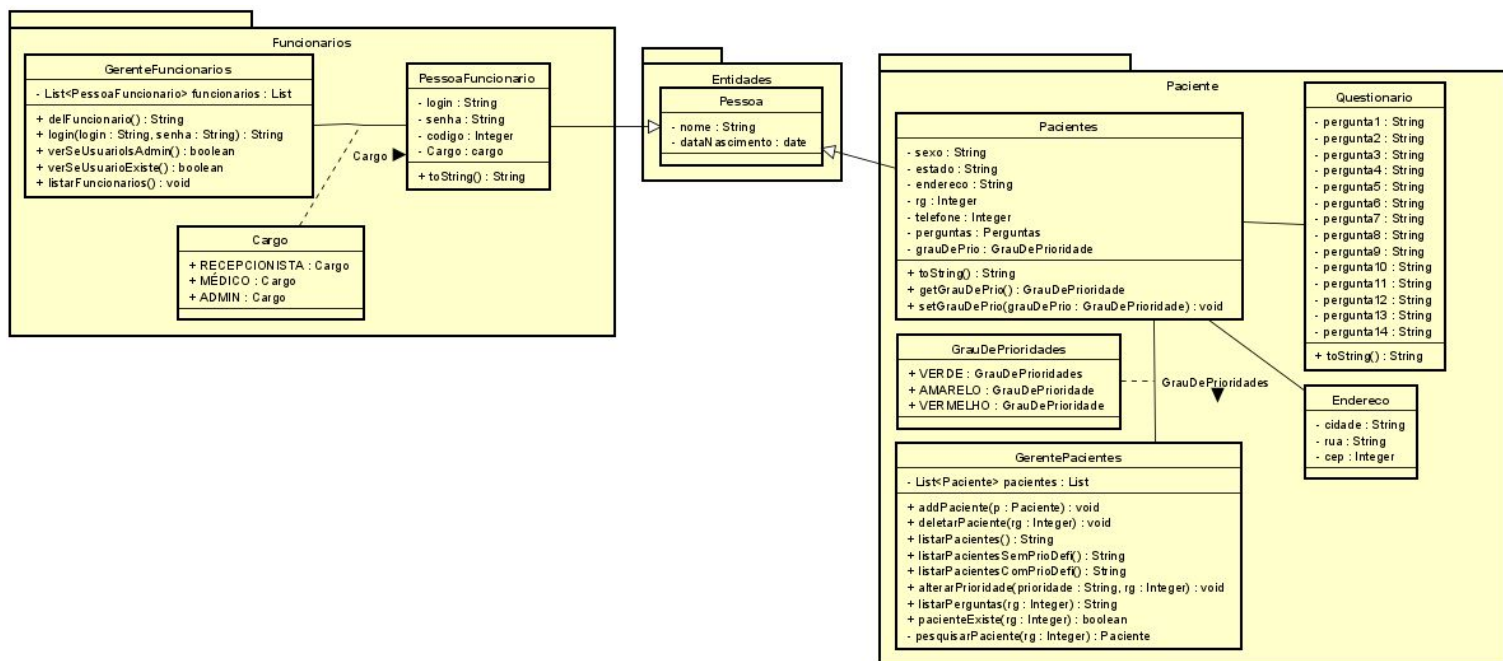 Funcionarios
GerenteFuncionarios
- List<PessoaFuncionario> funcionarios : List
+ delFuncionario() : String
+ login(login : String, senha : String) : String
+ verSeUsuarioIsAdmin() : boolean
+ verSeUsuarioExiste() : boolean
+ listarFuncionarios() : void
PessoaFuncionario
- login : String
- senha : String
- codigo : Integer
- Cargo : cargo
+ toString() : String
Cargo
Cargo
+ RECEPCIONISTA : Cargo
+ MÉDICO : Cargo
+ ADMIN : Cargo
Entidades
Pessoa
- nome : String
- dataNascimento : date
Paciente
Pacientes
- sexo : String
- estado : String
- endereco : String
- rg : Integer
- telefone : Integer
- perguntas : Perguntas
- grauDePrio : GrauDePrioridade
+ toString() : String
+ getGrauDePrio() : GrauDePrioridade
+ setGrauDePrio(grauDePrio : GrauDePrioridade) : void
Questionario
- pergunta1 : String
- pergunta2 : String
- pergunta3 : String
- pergunta4 : String
- pergunta5 : String
- pergunta6 : String
- pergunta7 : String
- pergunta8 : String
- pergunta9 : String
- pergunta10 : String
- pergunta11 : String
- pergunta12 : String
- pergunta13 : String
- pergunta14 : String
+ toString() : String
GrauDePrioridades
+ VERDE : GrauDePrioridades
+ AMARELO : GrauDePrioridade
+ VERMELHO : GrauDePrioridade
GrauDePrioridades
Endereco
- cidade : String
- rua : String
- cep : Integer
GerentePacientes
- List<Paciente> pacientes : List
+ addPaciente(p : Paciente) : void
+ deletarPaciente(rg : Integer) : void
+ listarPacientes() : String
+ listarPacientesSemPrioDefi() : String
+ listarPacientesComPrioDefi() : String
+ alterarPrioridade(prioridade : String, rg : Integer) : void
+ listarPerguntas(rg : Integer) : String
+ pacienteExiste(rg : Integer) : boolean
- pesquisarPaciente(rg : Integer) : Paciente